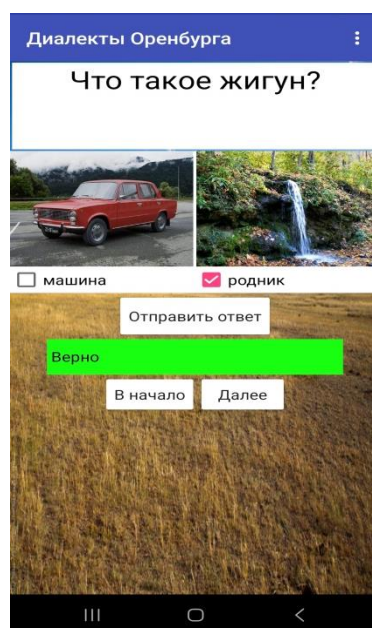 Диалекты Оренбурга
Что такое жигун?
машина
родник
Отправить ответ
Верно
В начало
Далее